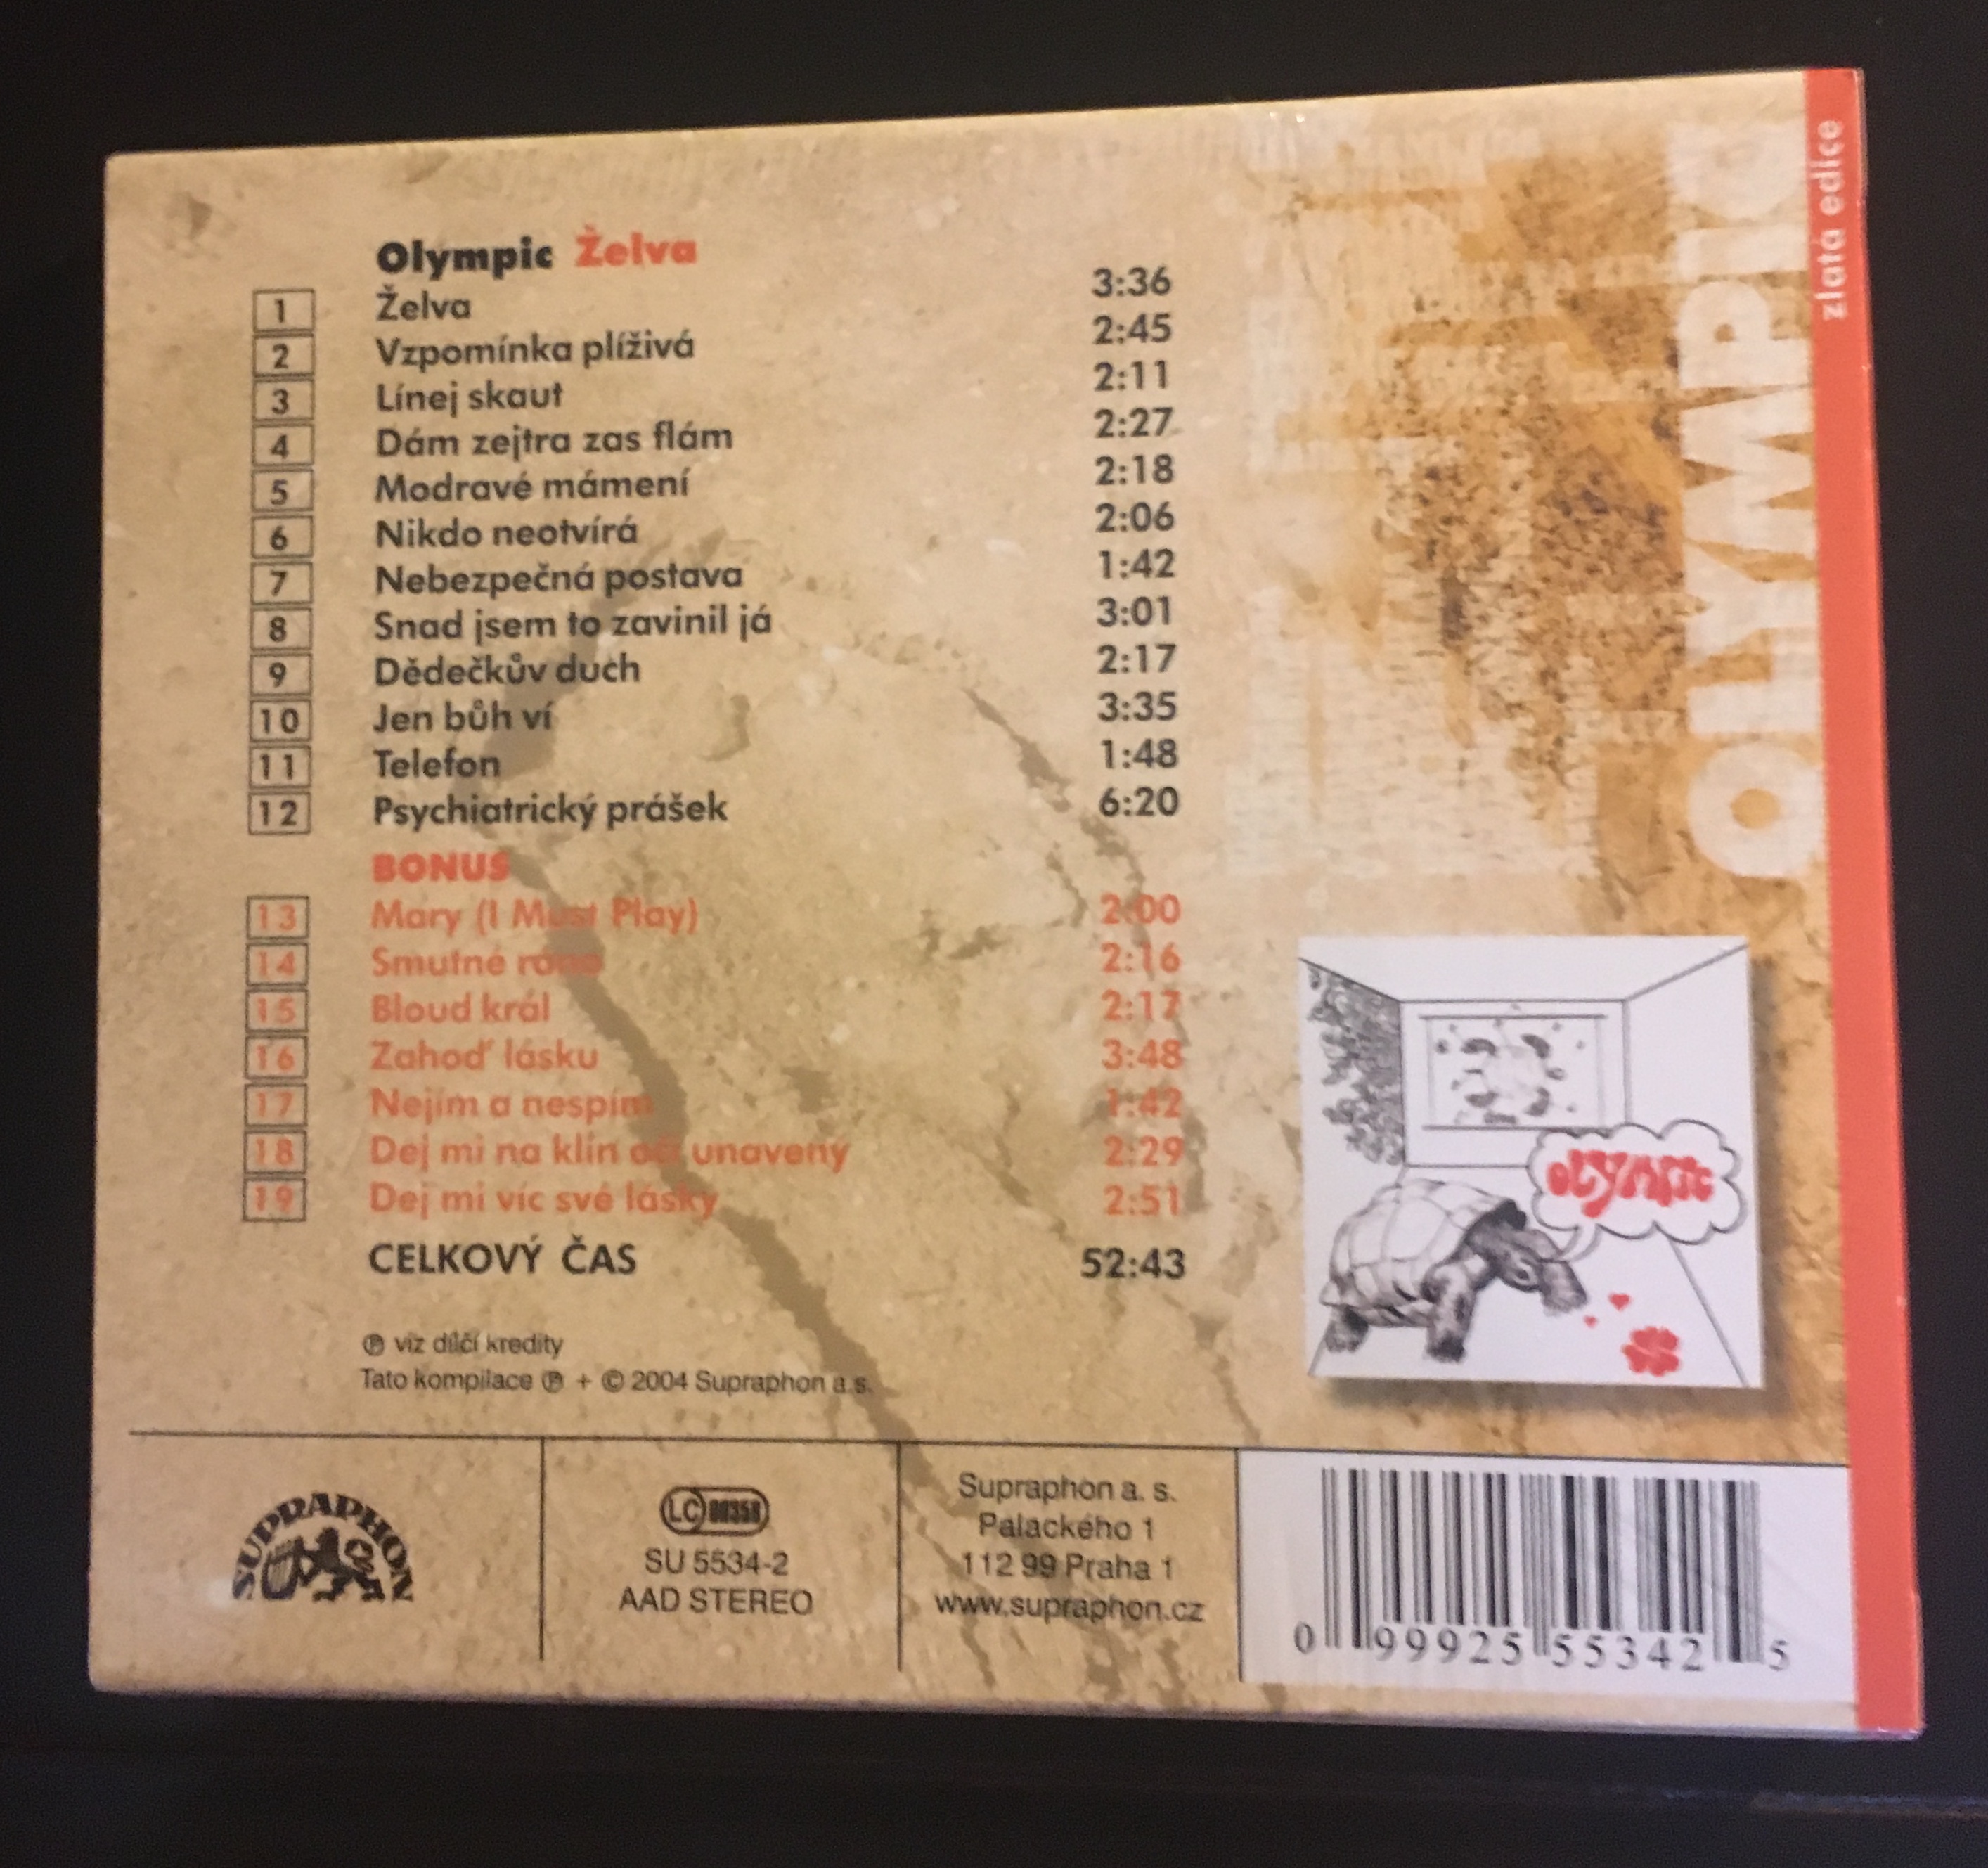 Olympic Želva
1 Želva 3:36
2 Vzpomínka plíživá 2:45
3 Línej skaut 2:11
4 Dám zejtra zas flám 2:27
5 Modravé mámení 2:18
6 Nikdo neotvírá 2:06
7 Nebezpečná postava 1:42
8 Snad jsem to zavinil já 3:01
9 Dědečkův duch 2:17
10 Jen bůh ví 3:35
11 Telefon 1:48
12 Psychiatrický prášek 6:20
BONUS
13 Mary (I Must Play) 2:00
14 Smutné ráno 2:16
15 Bloud král 2:17
16 Zahoď lásku 3:48
17 Nejím a nespím 1:42
18 Dej mi na klín oči unavený 2:29
19 Dej mi víc své lásky 2:51
CELKOVÝ ČAS 52:43
Ⓟ viz dílčí kredity
Tato kompilace Ⓟ + © 2004 Supraphon a.s.
zlatá edice
OLYMPIC
OLYMPIC
SUPRAPHON
LC 00358
SU 5534-2
AAD STEREO
Supraphon a. s.
Palackého 1
112 99 Praha 1
www.supraphon.cz
0 99925 55342 5